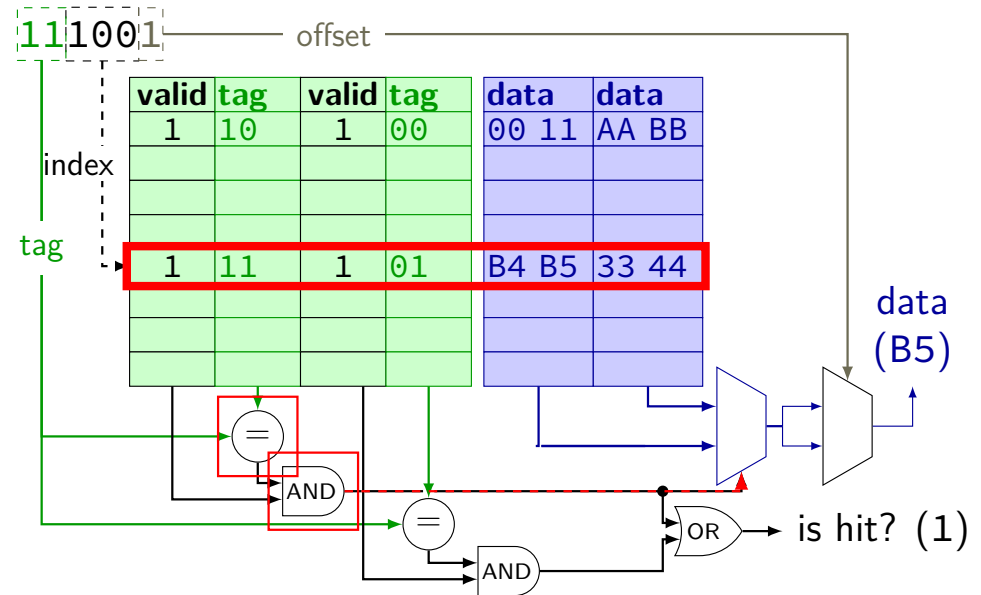 111001
offset
valid tag valid tag data data
1 10 1 00 00 11 AA BB
index
tag
1 11 1 01 B4 B5 33 44
data
(B5)
=
AND
=
OR
is hit? (1)
AND